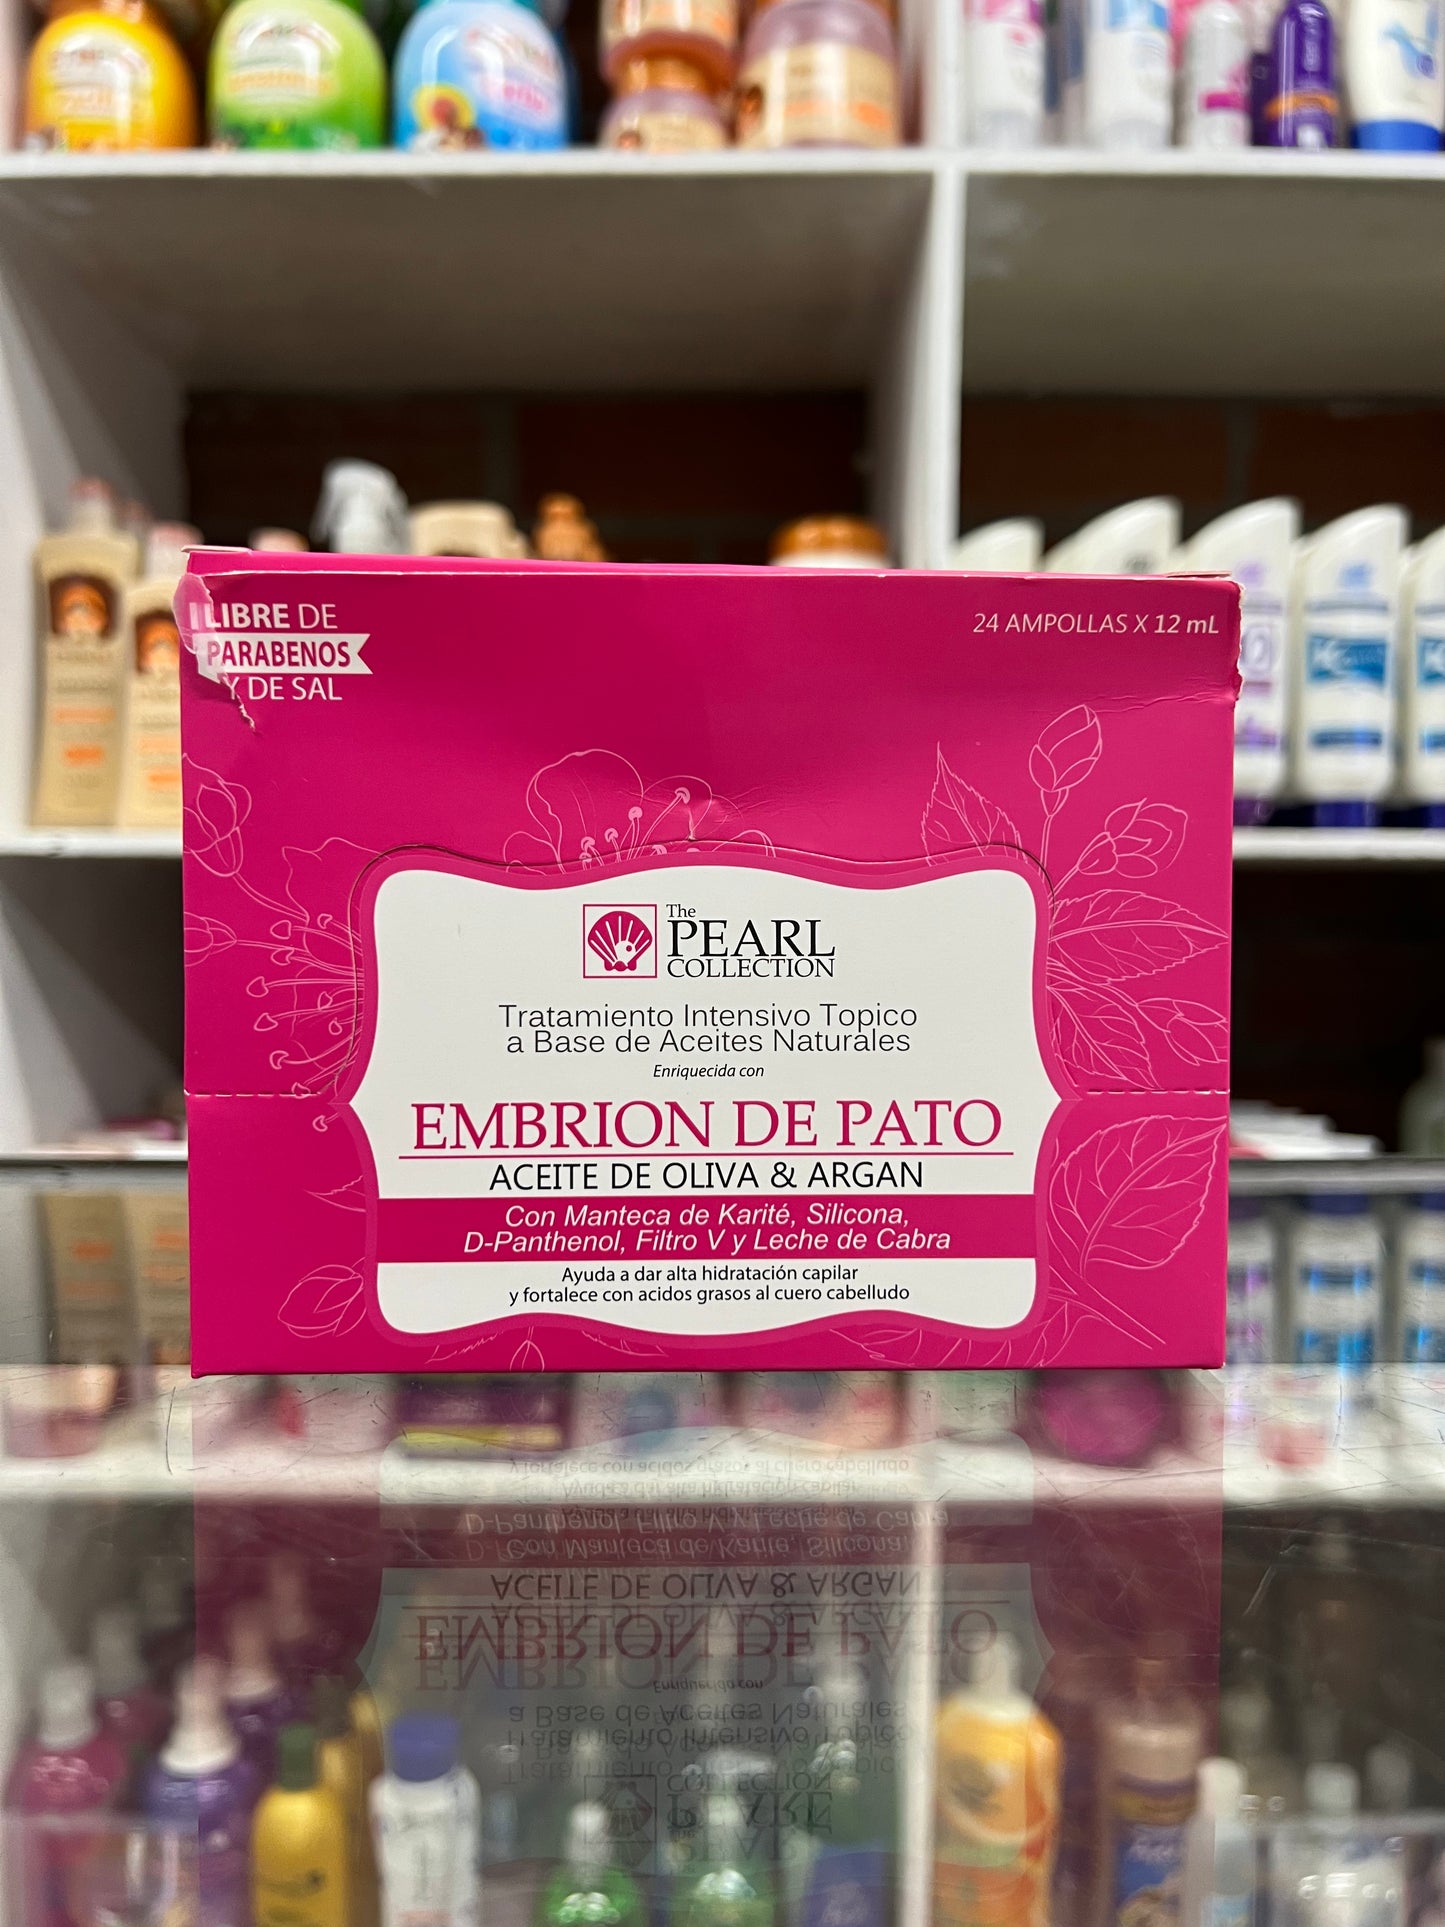 LIBRE DE
PARABENOS
Y DE SAL
24 AMPOLLAS X 12 mL
The
PEARL
COLLECTION
Tratamiento Intensivo Topico
a Base de Aceites Naturales
Enriquecida con
EMBRION DE PATO
ACEITE DE OLIVA & ARGAN
Con Manteca de Karité, Silicona,
D-Panthenol, Filtro V y Leche de Cabra
Ayuda a dar alta hidratación capilar
y fortalece con acidos grasos al cuero cabelludo